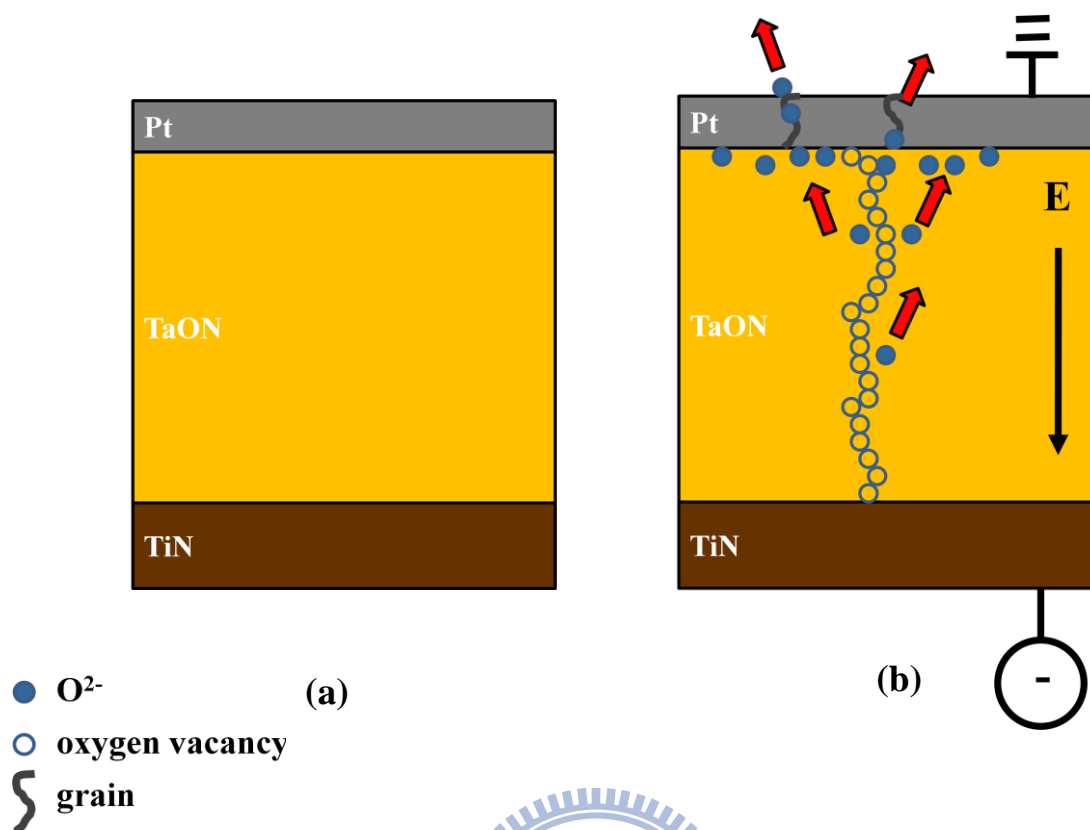 Pt
TaON
TiN
(a)
Pt
E
TaON
TiN
-
(b)
O²⁻
oxygen vacancy
grain